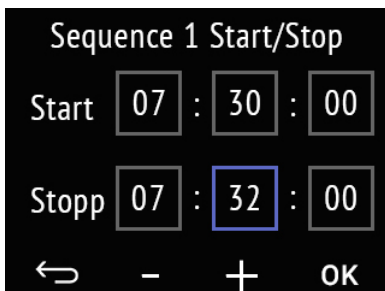 Sequence 1 Start/Stop
Start 07 : 30 : 00
Stopp 07 : 32 : 00
- + OK